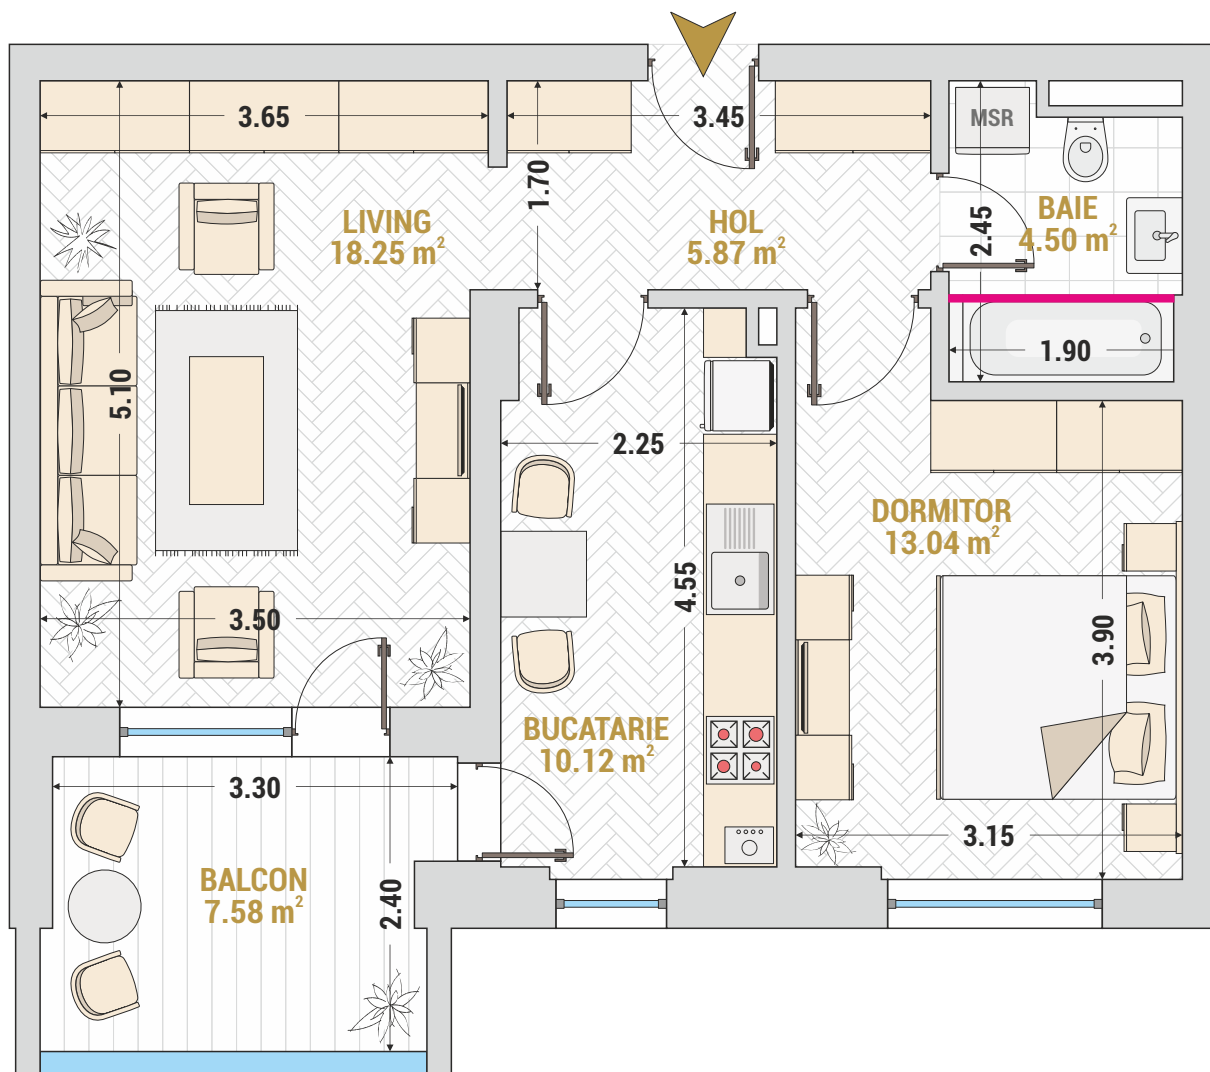 3.65
3.45
MSR
1.70
LIVING
18.25 m²
HOL
5.87 m²
2.45
BAIE
4.50 m²
5.10
1.90
2.25
DORMITOR
13.04 m²
4.55
3.50
3.90
BUCATARIE
10.12 m²
3.30
3.15
BALCON
7.58 m²
2.40